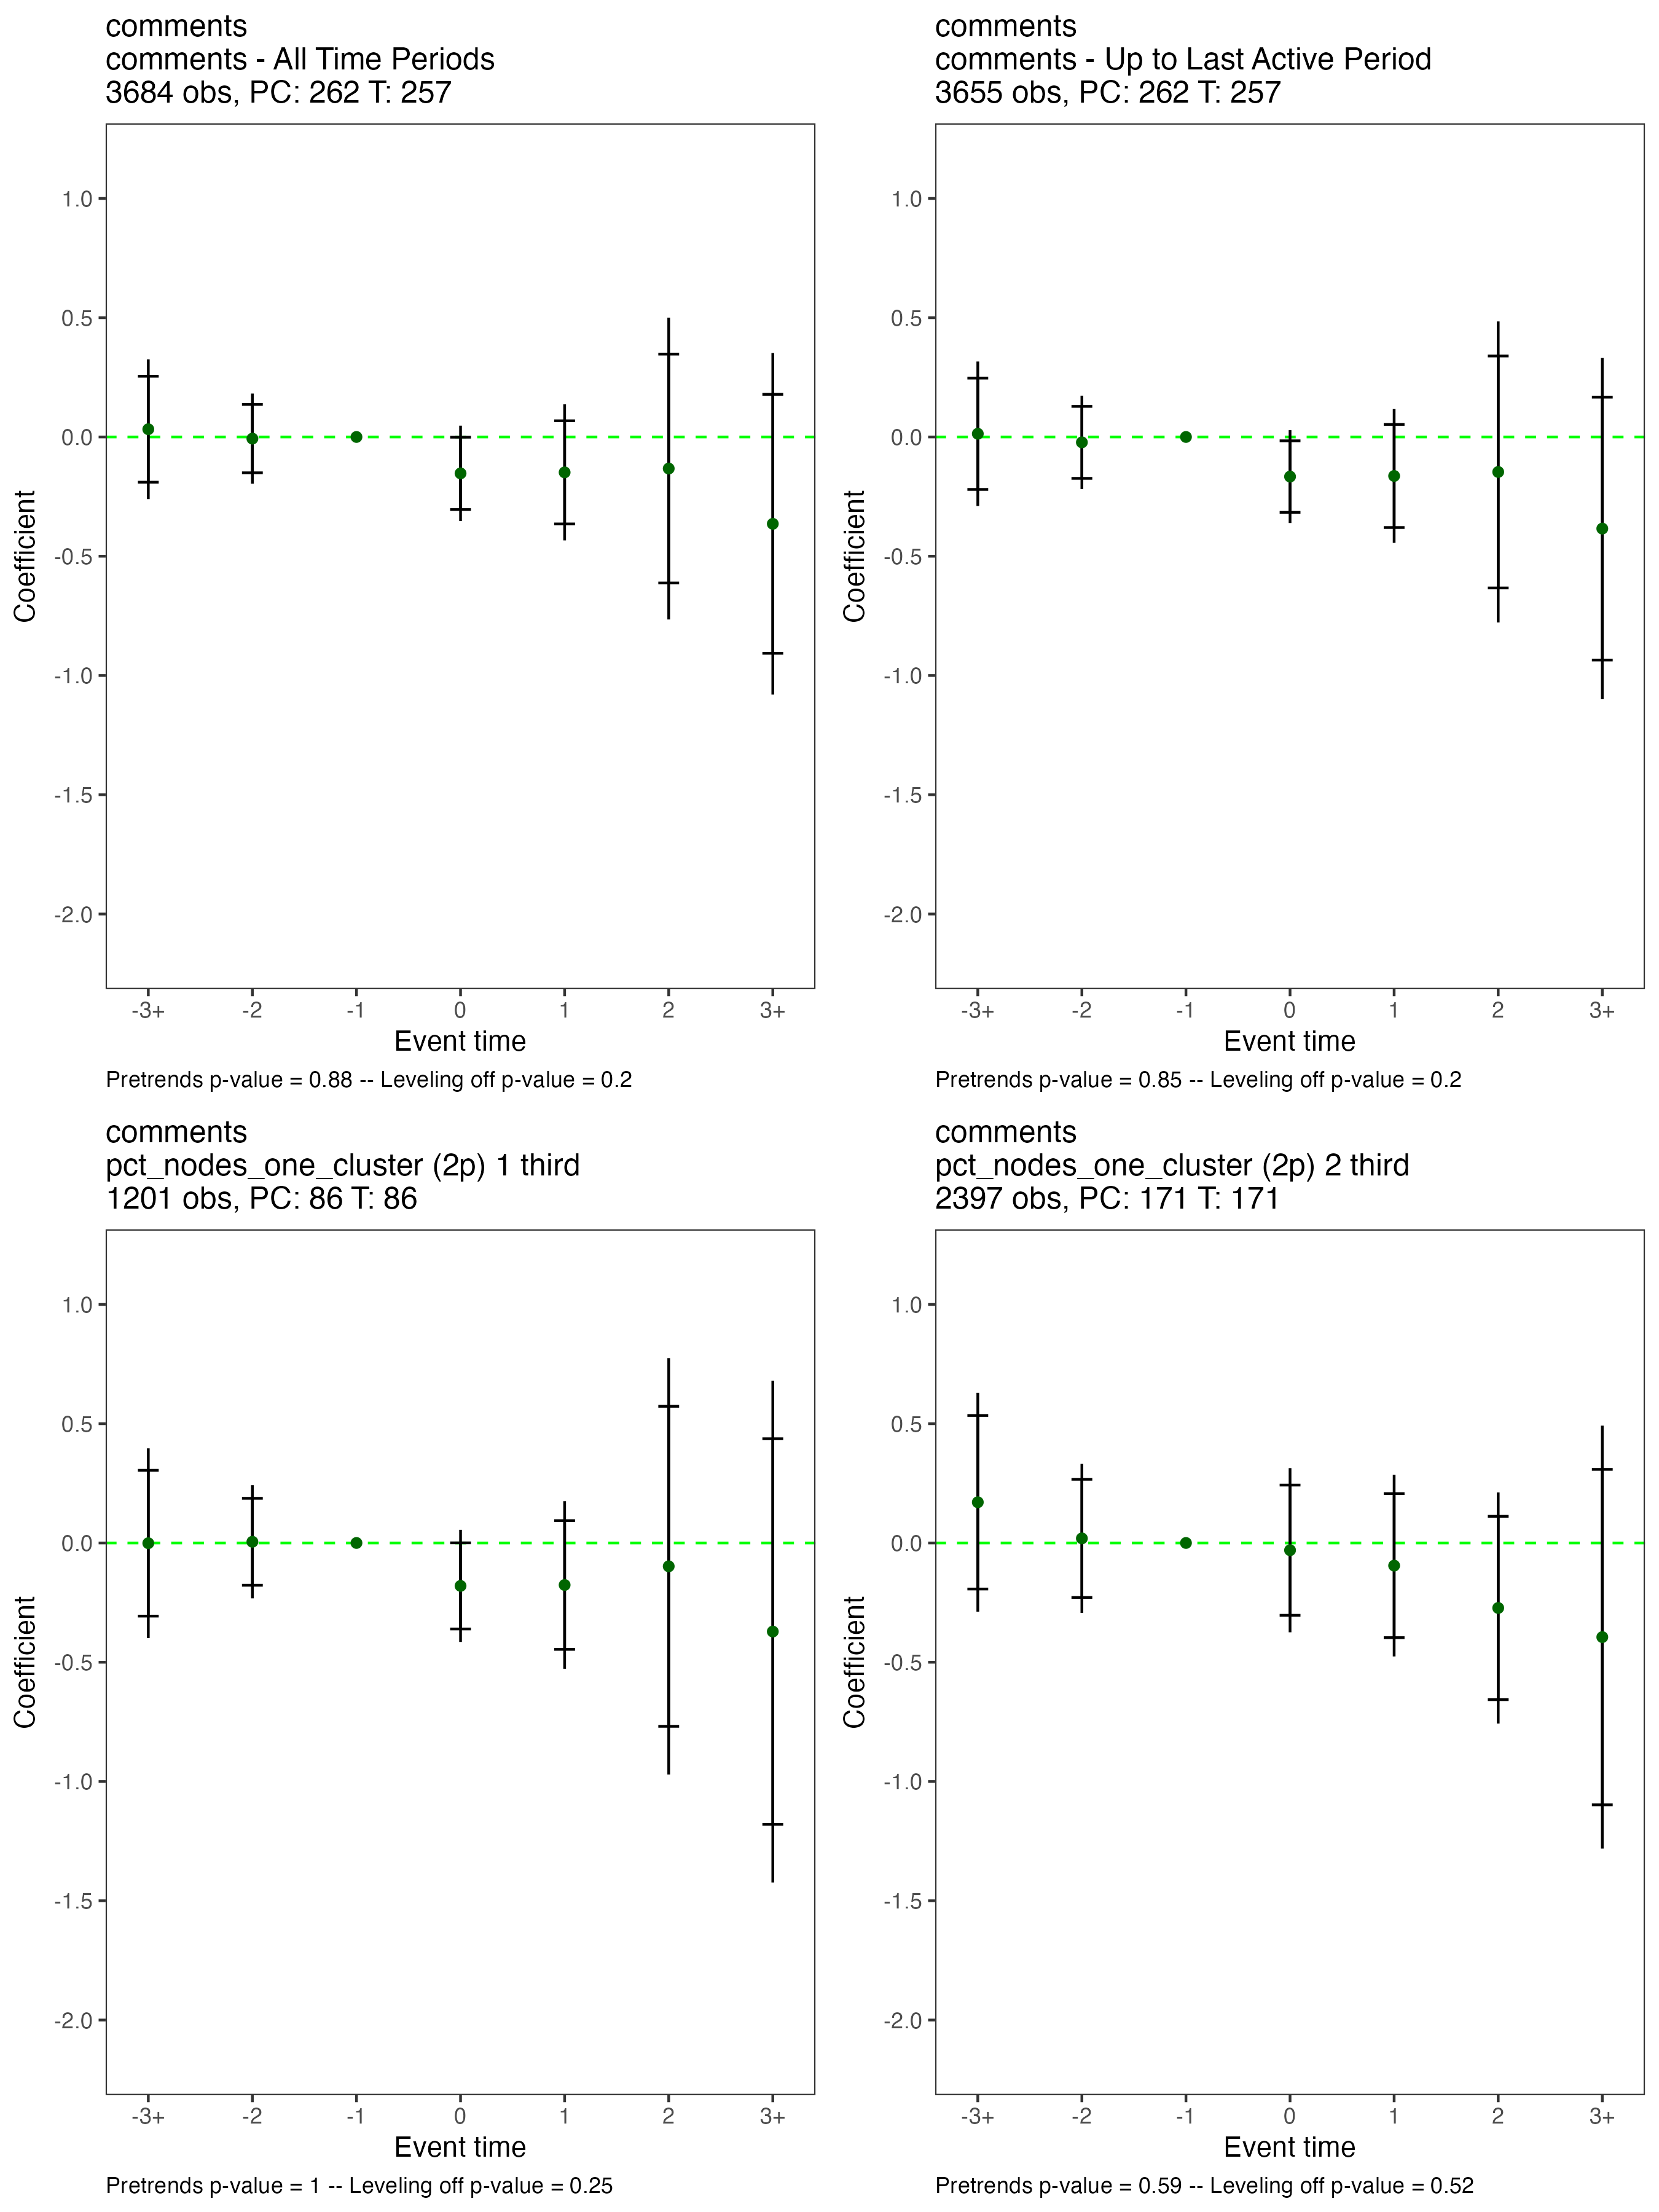 comments
comments - All Time Periods
3684 obs, PC: 262 T: 257
1.0
0.5
0.0
-0.5
-1.0
-1.5
-2.0
Coefficient
-3+ -2 -1 0 1 2 3+
Event time
Pretrends p-value = 0.88 -- Leveling off p-value = 0.2
comments
comments - Up to Last Active Period
3655 obs, PC: 262 T: 257
1.0
0.5
0.0
-0.5
-1.0
-1.5
-2.0
Coefficient
-3+ -2 -1 0 1 2 3+
Event time
Pretrends p-value = 0.85 -- Leveling off p-value = 0.2
comments
pct_nodes_one_cluster (2p) 1 third
1201 obs, PC: 86 T: 86
1.0
0.5
0.0
-0.5
-1.0
-1.5
-2.0
Coefficient
-3+ -2 -1 0 1 2 3+
Event time
Pretrends p-value = 1 -- Leveling off p-value = 0.25
comments
pct_nodes_one_cluster (2p) 2 third
2397 obs, PC: 171 T: 171
1.0
0.5
0.0
-0.5
-1.0
-1.5
-2.0
Coefficient
-3+ -2 -1 0 1 2 3+
Event time
Pretrends p-value = 0.59 -- Leveling off p-value = 0.52